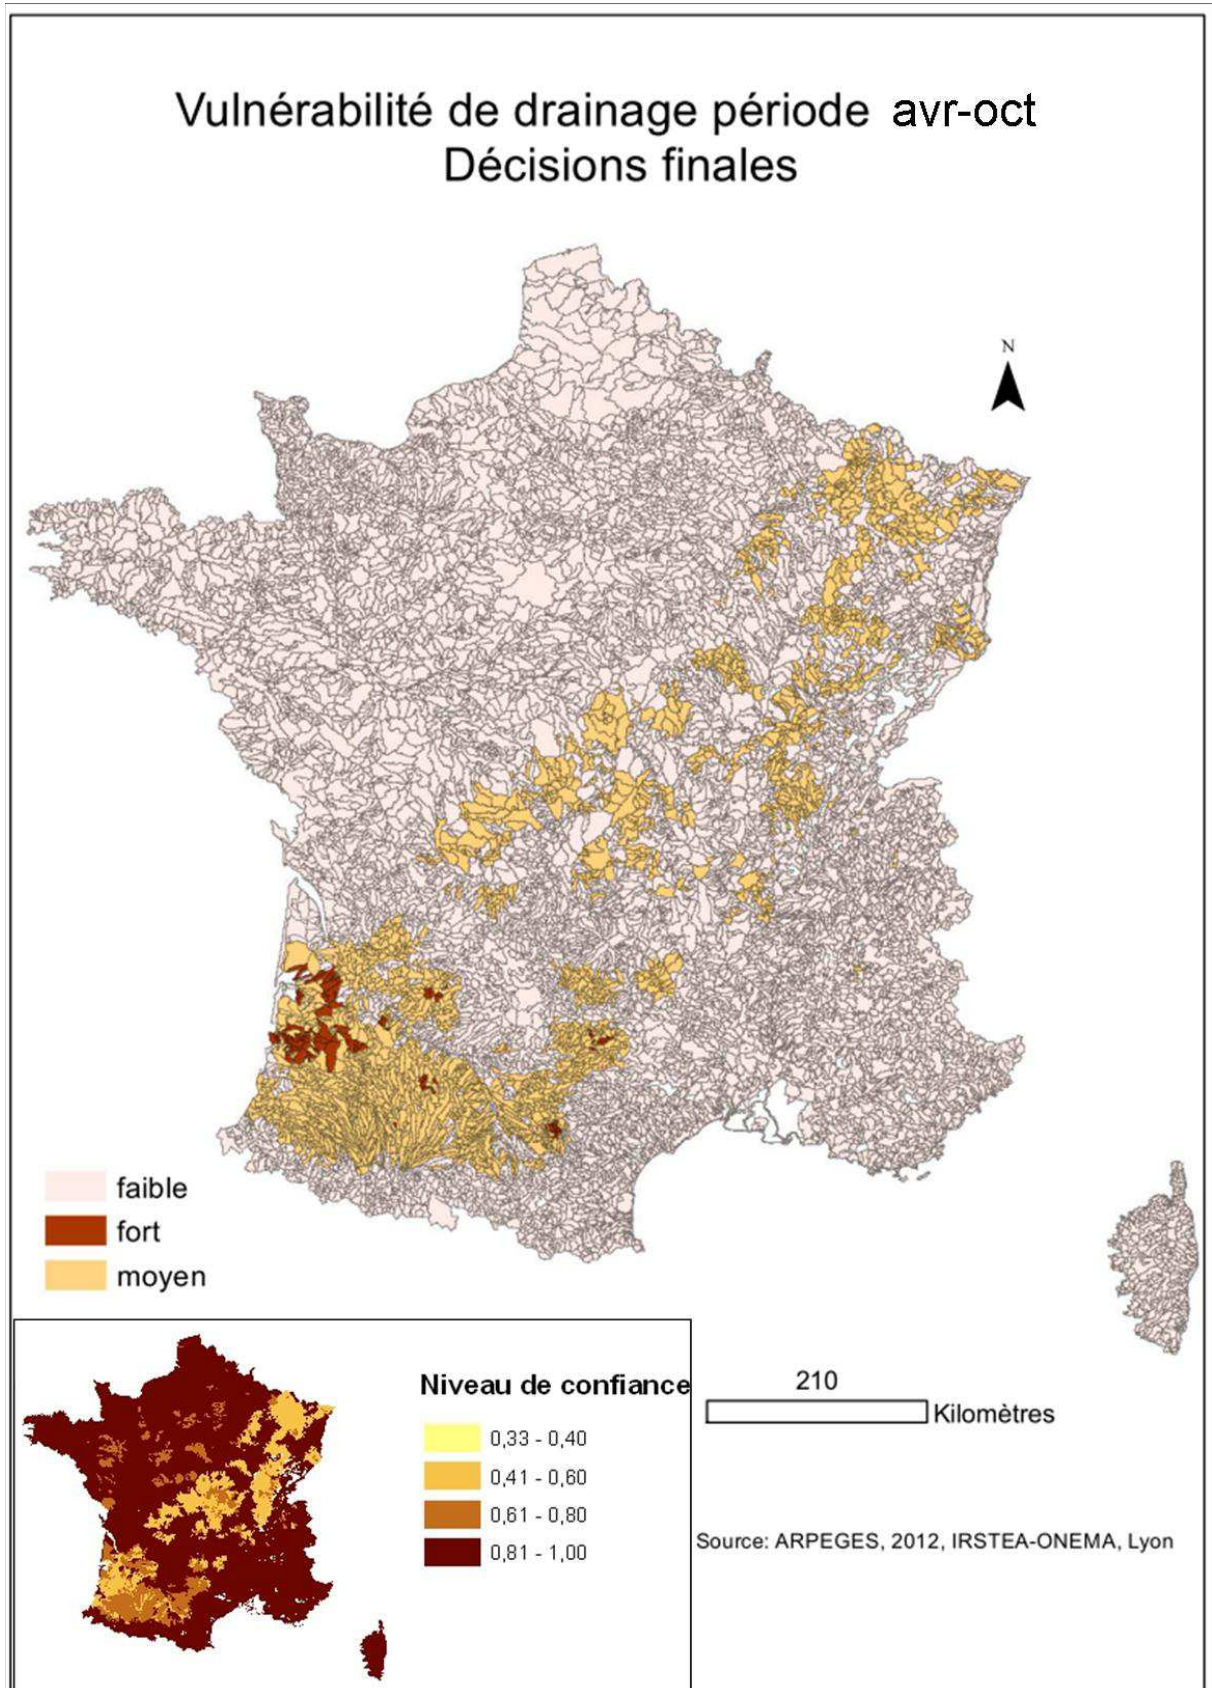 Vulnérabilité de drainage période avr-oct
Décisions finales
N
faible
fort
moyen
Niveau de confiance
0,33 - 0,40
0,41 - 0,60
0,61 - 0,80
0,81 - 1,00
210
Kilomètres
Source: ARPEGES, 2012, IRSTEA-ONEMA, Lyon